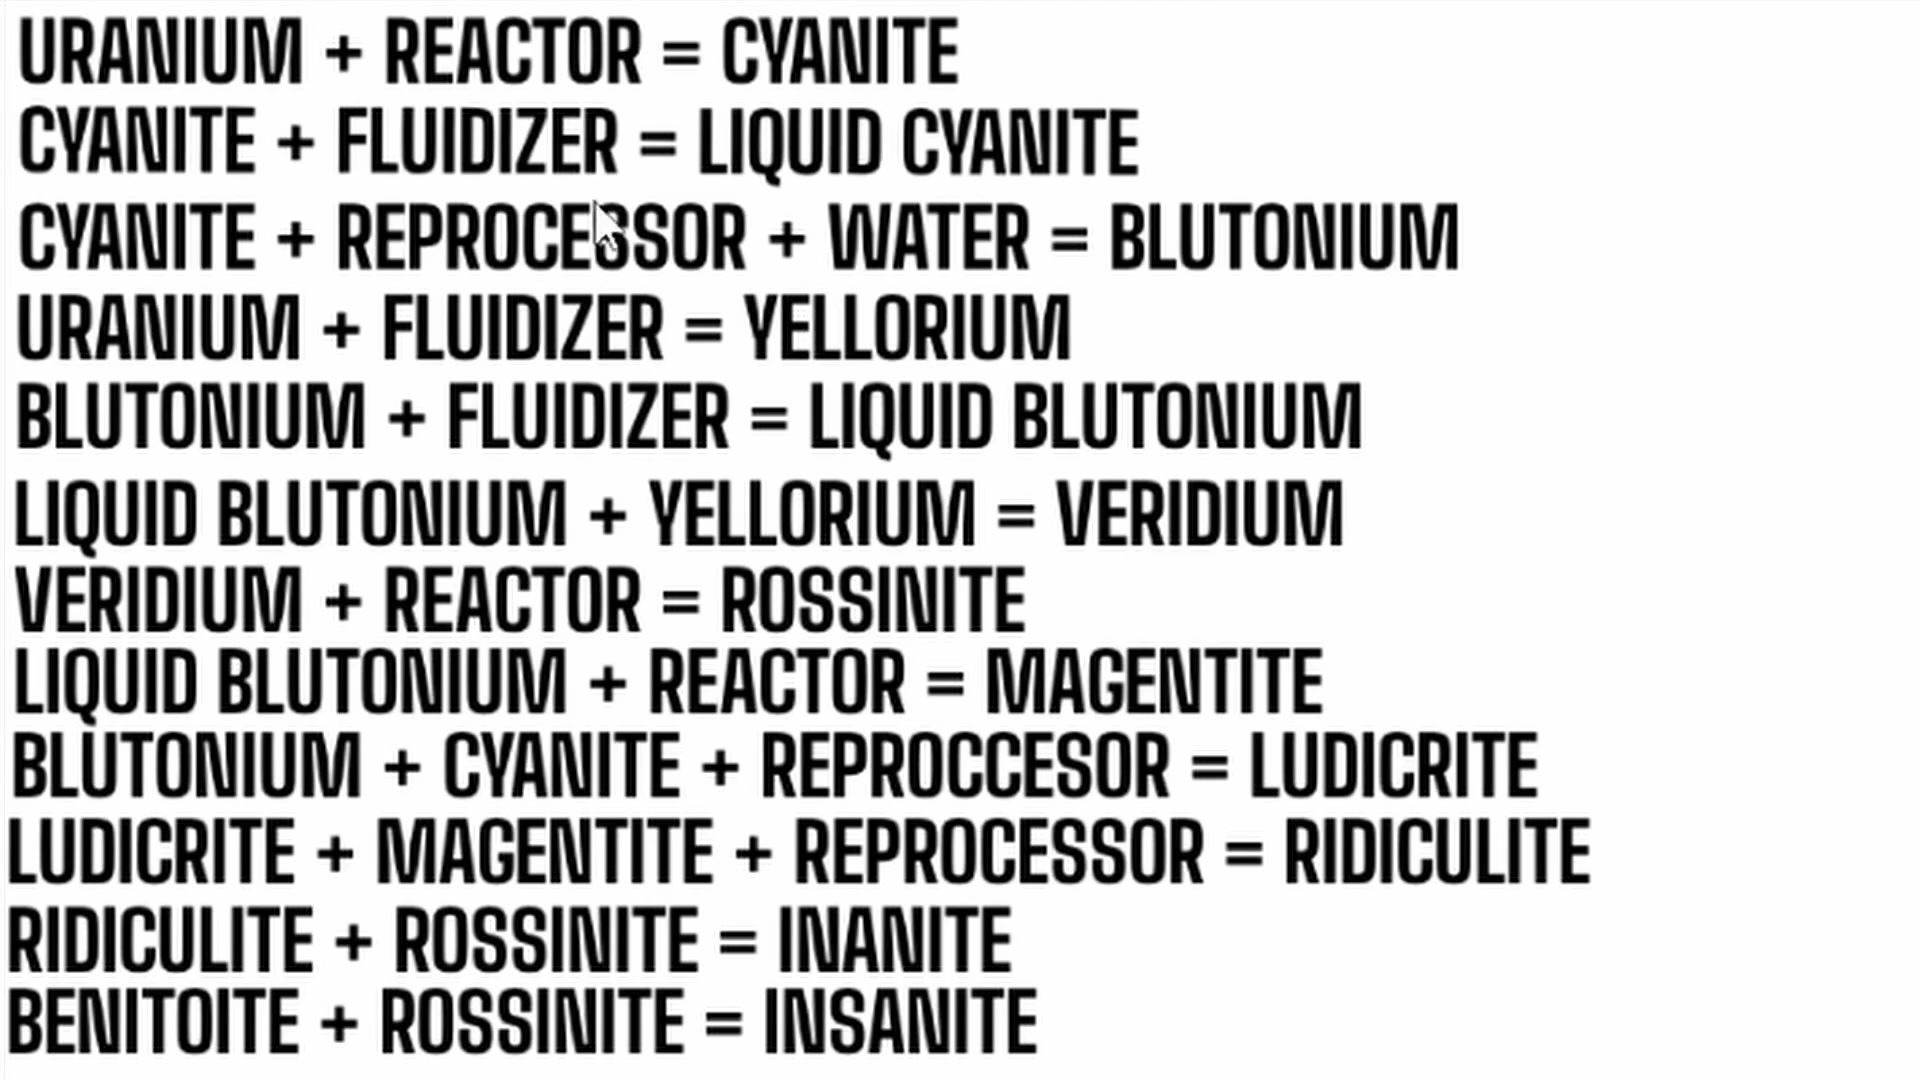 URANIUM + REACTOR = CYANITE
CYANITE + FLUIDIZER = LIQUID CYANITE
CYANITE + REPROCESSOR + WATER = BLUTONIUM
URANIUM + FLUIDIZER = YELLORIUM
BLUTONIUM + FLUIDIZER = LIQUID BLUTONIUM
LIQUID BLUTONIUM + YELLORIUM = VERIDIUM
VERIDIUM + REACTOR = ROSSINITE
LIQUID BLUTONIUM + REACTOR = MAGENTITE
BLUTONIUM + CYANITE + REPROCCESOR = LUDICRITE
LUDICRITE + MAGENTITE + REPROCESSOR = RIDICULITE
RIDICULITE + ROSSINITE = INANITE
BENITOITE + ROSSINITE = INSANITE